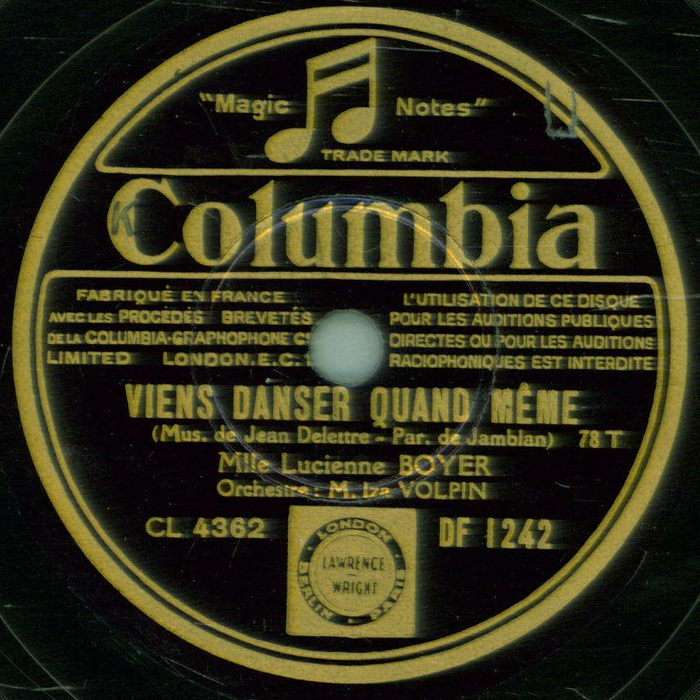 "Magic Notes"
TRADE MARK
Columbia
FABRIQUÉ EN FRANCE
AVEC LES PROCÉDÉS BREVETÉS
DE LA COLUMBIA-GRAPHOPHONE Cº
LIMITED LONDON.E.C.1
L'UTILISATION DE CE DISQUE
POUR LES AUDITIONS PUBLIQUES
DIRECTES OU POUR LES AUDITIONS
RADIOPHONIQUES EST INTERDITE
VIENS DANSER QUAND MÊME
(Mus. de Jean Delettre - Par. de Jamblan) 78 T
Mlle Lucienne BOYER
Orchestre: M. Iza VOLPIN
CL 4362
DF 1242
LONDON
LAWRENCE
WRIGHT
BERLIN PARIS